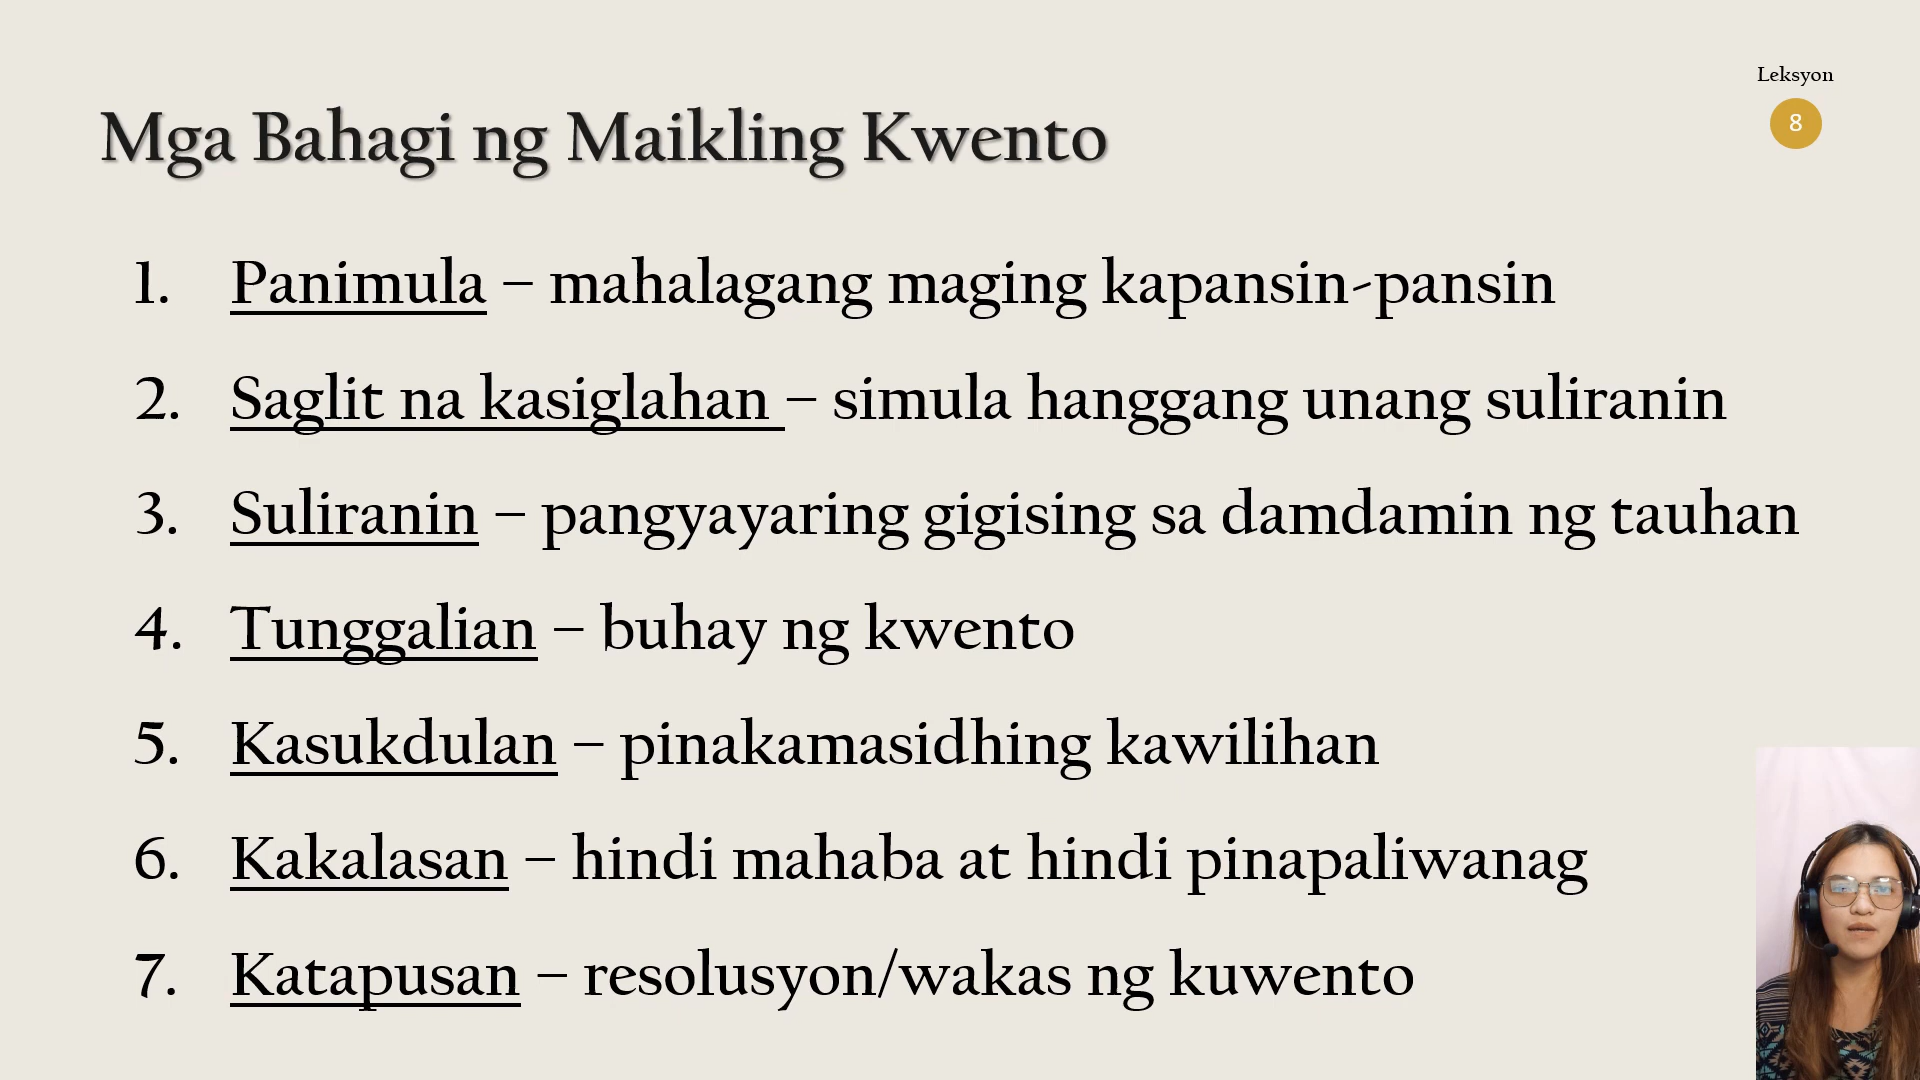 Leksyon
8
Mga Bahagi ng Maikling Kwento
1. Panimula – mahalagang maging kapansin-pansin
2. Saglit na kasiglahan – simula hanggang unang suliranin
3. Suliranin – pangyayaring gigising sa damdamin ng tauhan
4. Tunggalian – buhay ng kwento
5. Kasukdulan – pinakamasidhing kawilihan
6. Kakalasan – hindi mahaba at hindi pinapaliwanag
7. Katapusan – resolusyon/wakas ng kuwento